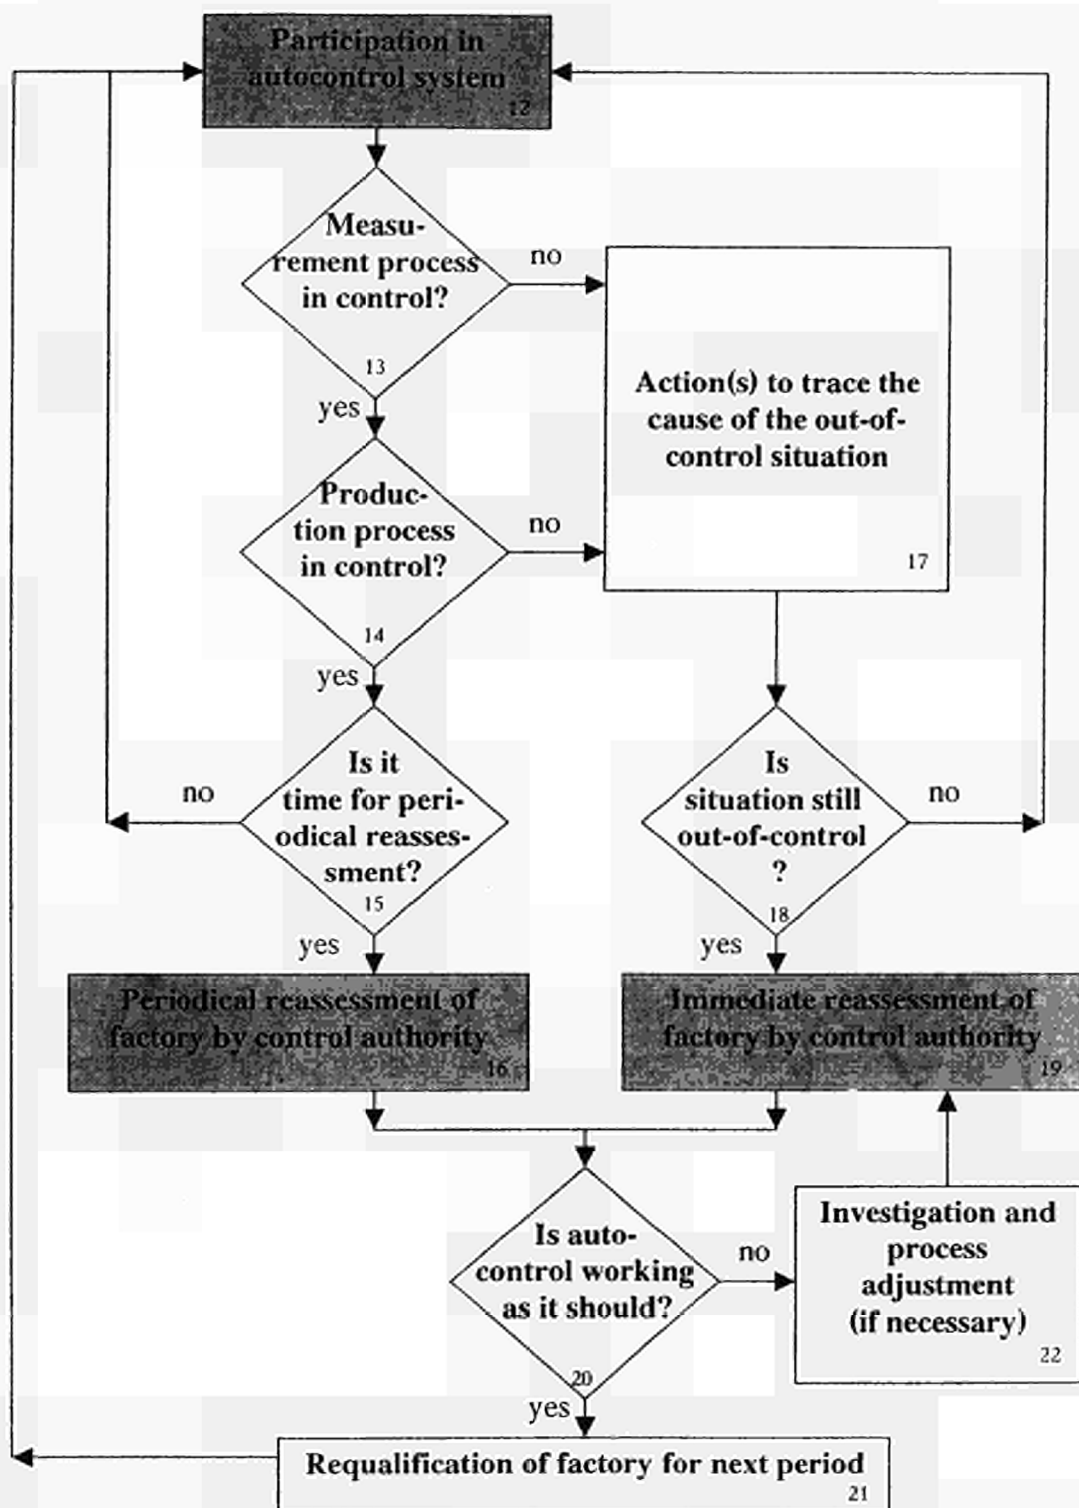 Participation in
autocontrol system
12
Measu-
rement process
in control?
13
no
yes
Action(s) to trace the
cause of the out-of-
control situation
17
Produc-
tion process
in control?
14
no
yes
Is it
time for peri-
odical reasses-
sment?
15
no
yes
Is
situation still
out-of-control
?
18
no
yes
Periodical reassessment of
factory by control authority
16
Immediate reassessment of
factory by control authority
19
Is auto-
control working
as it should?
20
no
yes
Investigation and
process
adjustment
(if necessary)
22
Requalification of factory for next period
21